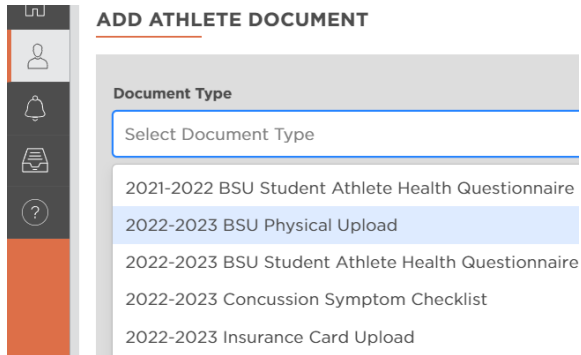 ADD ATHLETE DOCUMENT
Document Type
Select Document Type
2021-2022 BSU Student Athlete Health Questionnaire
2022-2023 BSU Physical Upload
2022-2023 BSU Student Athlete Health Questionnaire
2022-2023 Concussion Symptom Checklist
2022-2023 Insurance Card Upload
?